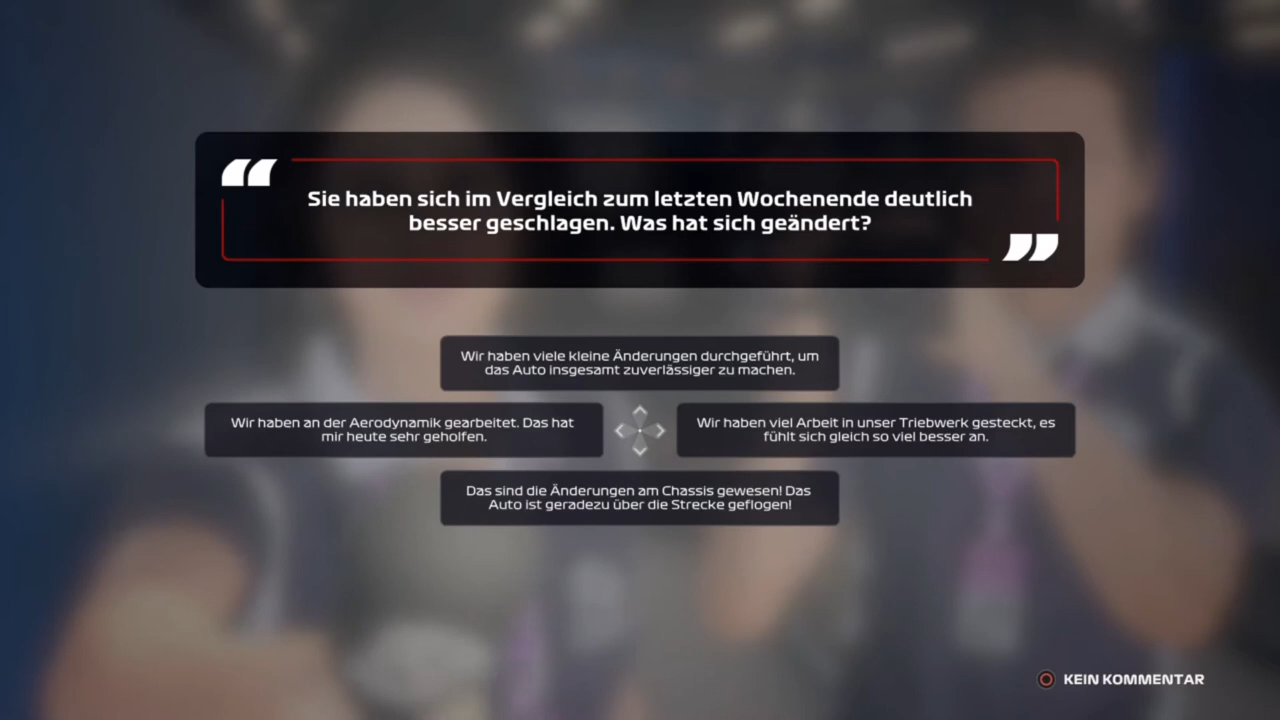 Sie haben sich im Vergleich zum letzten Wochenende deutlich
besser geschlagen. Was hat sich geändert?
Wir haben viele kleine Änderungen durchgeführt, um
das Auto insgesamt zuverlässiger zu machen.
Wir haben an der Aerodynamik gearbeitet. Das hat
mir heute sehr geholfen.
Wir haben viel Arbeit in unser Triebwerk gesteckt, es
fühlt sich gleich so viel besser an.
Das sind die Änderungen am Chassis gewesen! Das
Auto ist geradezu über die Strecke geflogen!
KEIN KOMMENTAR